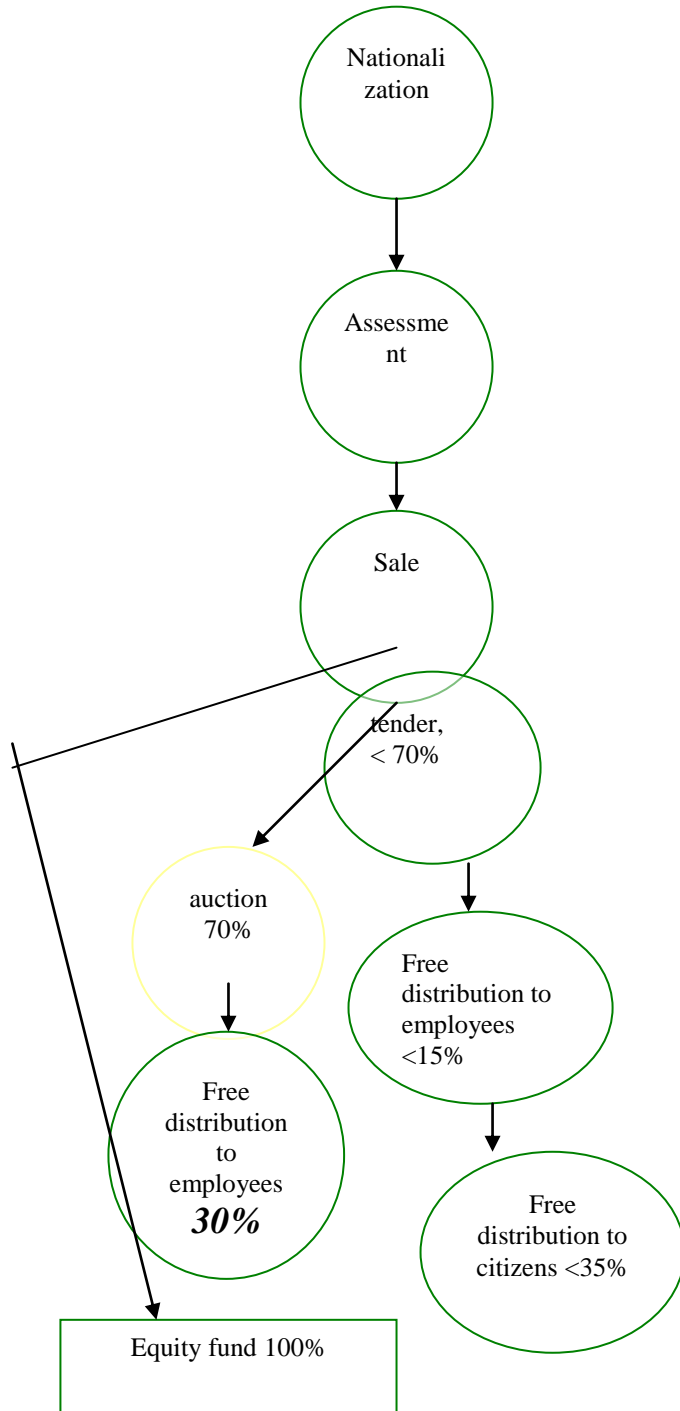 Nationali
zation
Assessme
nt
Sale
tender,
< 70%
auction
70%
Free
distribution to
employees
<15%
Free
distribution
to
employees
30%
Free
distribution to
citizens <35%
Equity fund 100%